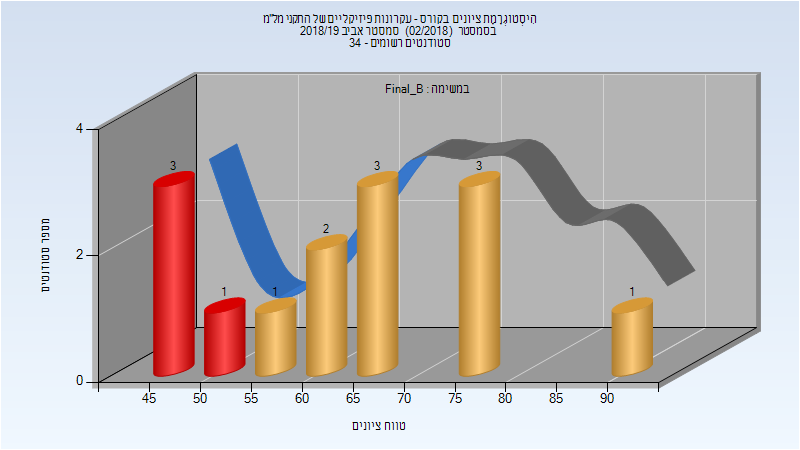 היסטוגרמת ציונים בקורס - עקרונות פיזיקליים של התקני מל"מ
בסמסטר (02/2018) סמסטר אביב 2018/19
סטודנטים רשומים - 34
במשימה : Final_B
מספר סטודנטים
4
2
0
3
1
1
2
3
3
1
45 50 55 60 65 70 75 80 85 90
טווח ציונים